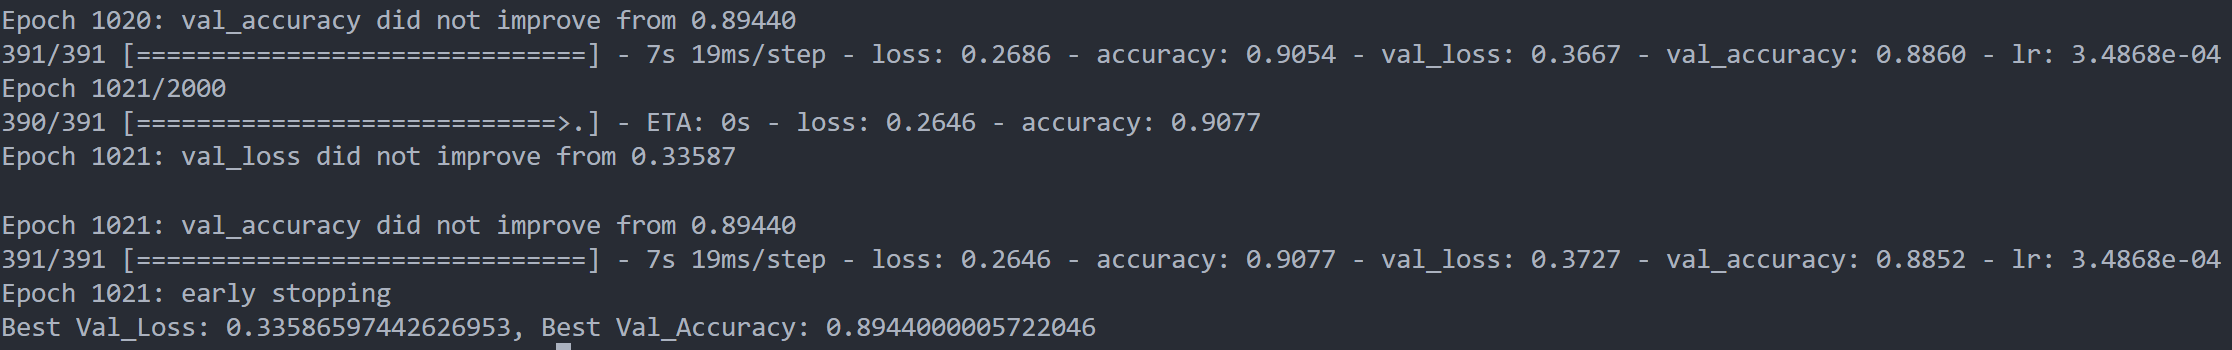 Epoch 1020: val_accuracy did not improve from 0.89440
391/391 [==============================] - 7s 19ms/step - loss: 0.2686 - accuracy: 0.9054 - val_loss: 0.3667 - val_accuracy: 0.8860 - lr: 3.4868e-04
Epoch 1021/2000
390/391 [============================>.] - ETA: 0s - loss: 0.2646 - accuracy: 0.9077
Epoch 1021: val_loss did not improve from 0.33587

Epoch 1021: val_accuracy did not improve from 0.89440
391/391 [==============================] - 7s 19ms/step - loss: 0.2646 - accuracy: 0.9077 - val_loss: 0.3727 - val_accuracy: 0.8852 - lr: 3.4868e-04
Epoch 1021: early stopping
Best Val_Loss: 0.33586597442626953, Best Val_Accuracy: 0.8944000005722046